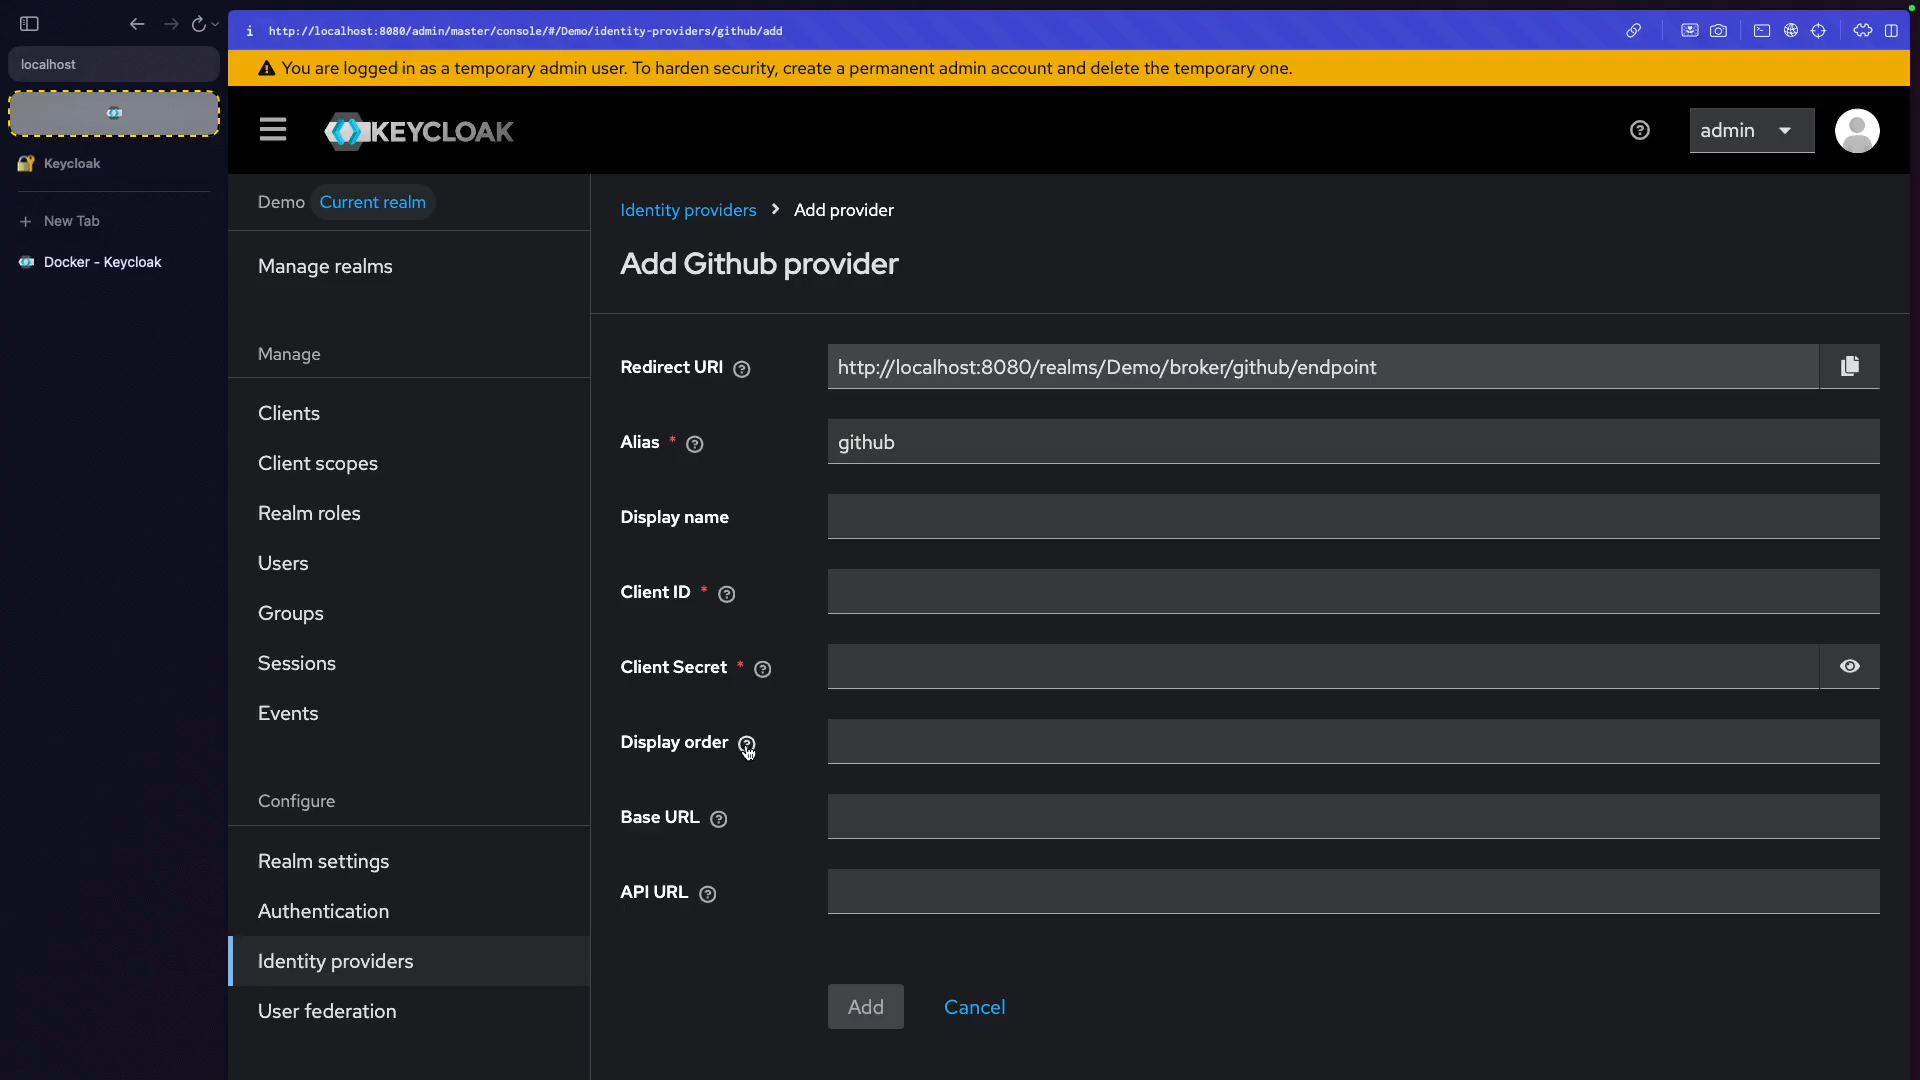 localhost
Keycloak
New Tab
Docker - Keycloak
http://localhost:8080/admin/master/console/#/Demo/identity-providers/github/add
You are logged in as a temporary admin user. To harden security, create a permanent admin account and delete the temporary one.
KEYCLOAK
admin
Demo Current realm
Manage realms
Manage
Clients
Client scopes
Realm roles
Users
Groups
Sessions
Events
Configure
Realm settings
Authentication
Identity providers
User federation
Identity providers > Add provider
Add Github provider
Redirect URI http://localhost:8080/realms/Demo/broker/github/endpoint
Alias * github
Display name
Client ID *
Client Secret *
Display order
Base URL
API URL
Add Cancel